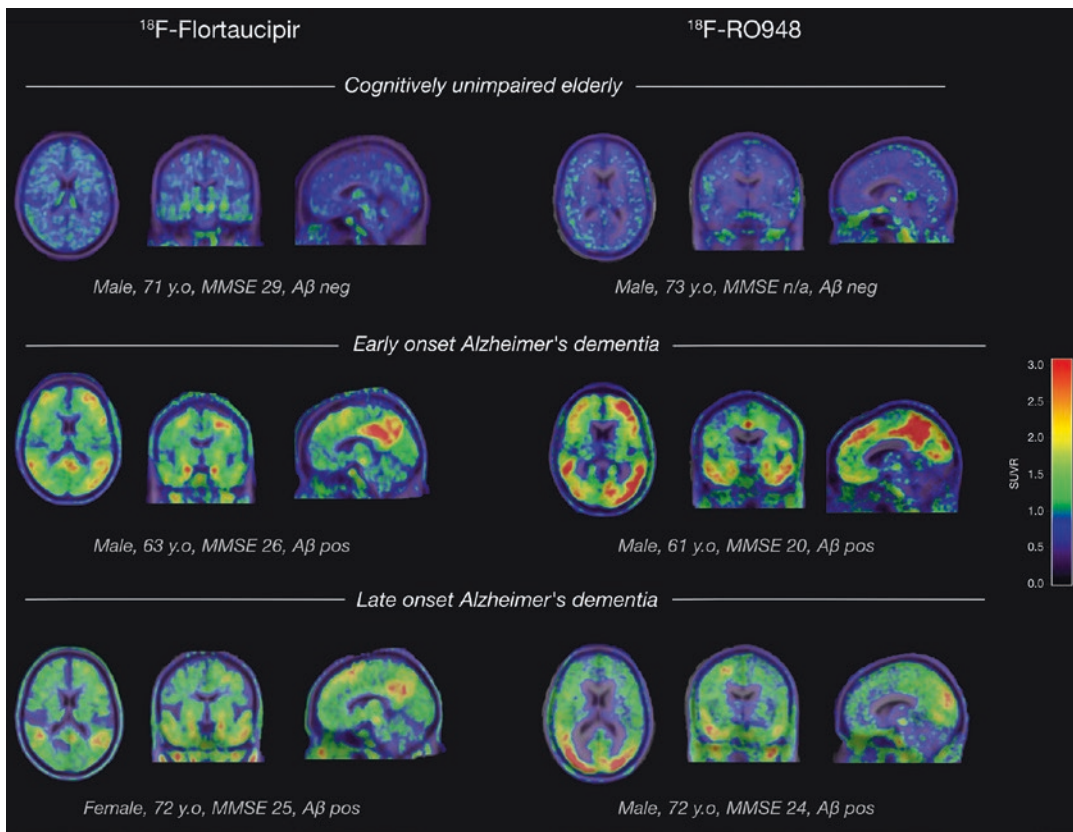 ¹⁸F-Flortaucipir
¹⁸F-RO948
Cognitively unimpaired elderly
Male, 71 y.o, MMSE 29, Aβ neg
Male, 73 y.o, MMSE n/a, Aβ neg
Early onset Alzheimer's dementia
Male, 63 y.o, MMSE 26, Aβ pos
Male, 61 y.o, MMSE 20, Aβ pos
3.0
2.5
2.0
1.5
1.0
0.5
0.0
SUVR
Late onset Alzheimer's dementia
Female, 72 y.o, MMSE 25, Aβ pos
Male, 72 y.o, MMSE 24, Aβ pos